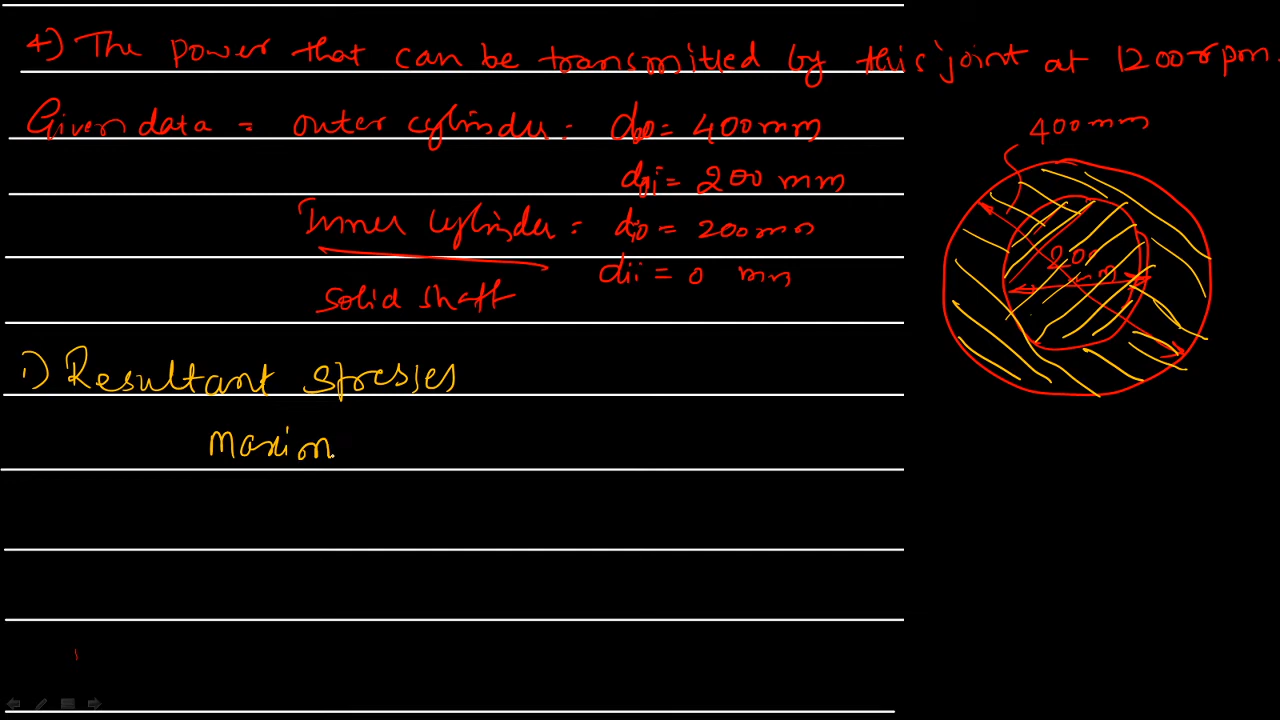 4) The power that can be transmitted by this joint at 1200 rpm.
Given data = outer cylinder = doo = 400 mm
400 mm
doi = 200 mm
Inner cylinder = dio = 200 mm
200 mm
dii = 0 mm
solid shaft
1) Resultant stresses
Maxim